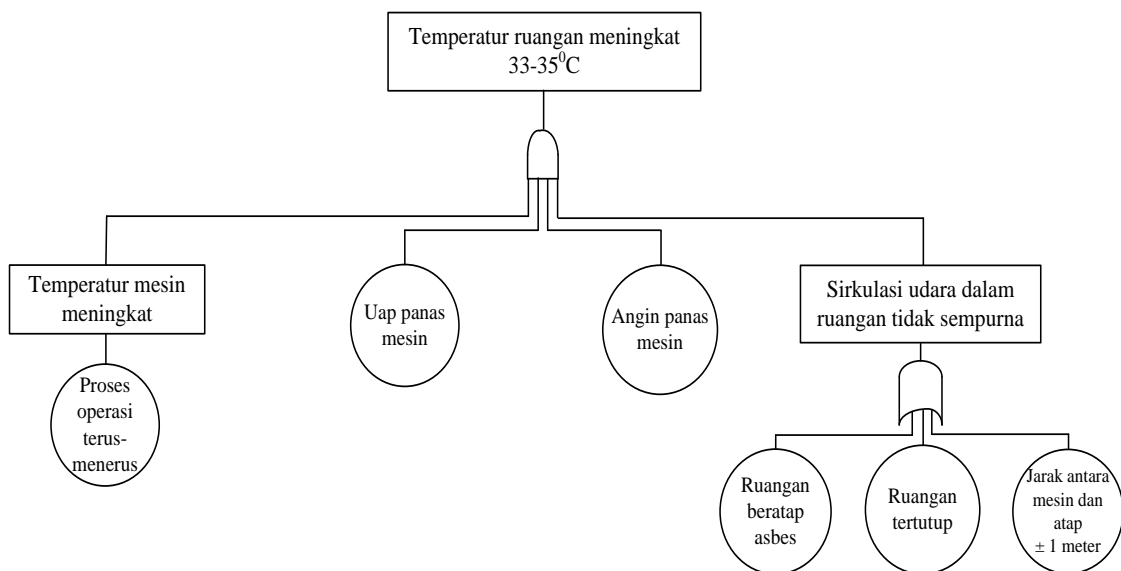 Temperatur ruangan meningkat
33-35⁰C
Temperatur mesin
meningkat
Uap panas
mesin
Angin panas
mesin
Sirkulasi udara dalam
ruangan tidak sempurna
Proses
operasi
terus-
menerus
Ruangan
beratap
asbes
Ruangan
tertutup
Jarak antara
mesin dan
atap
± 1 meter